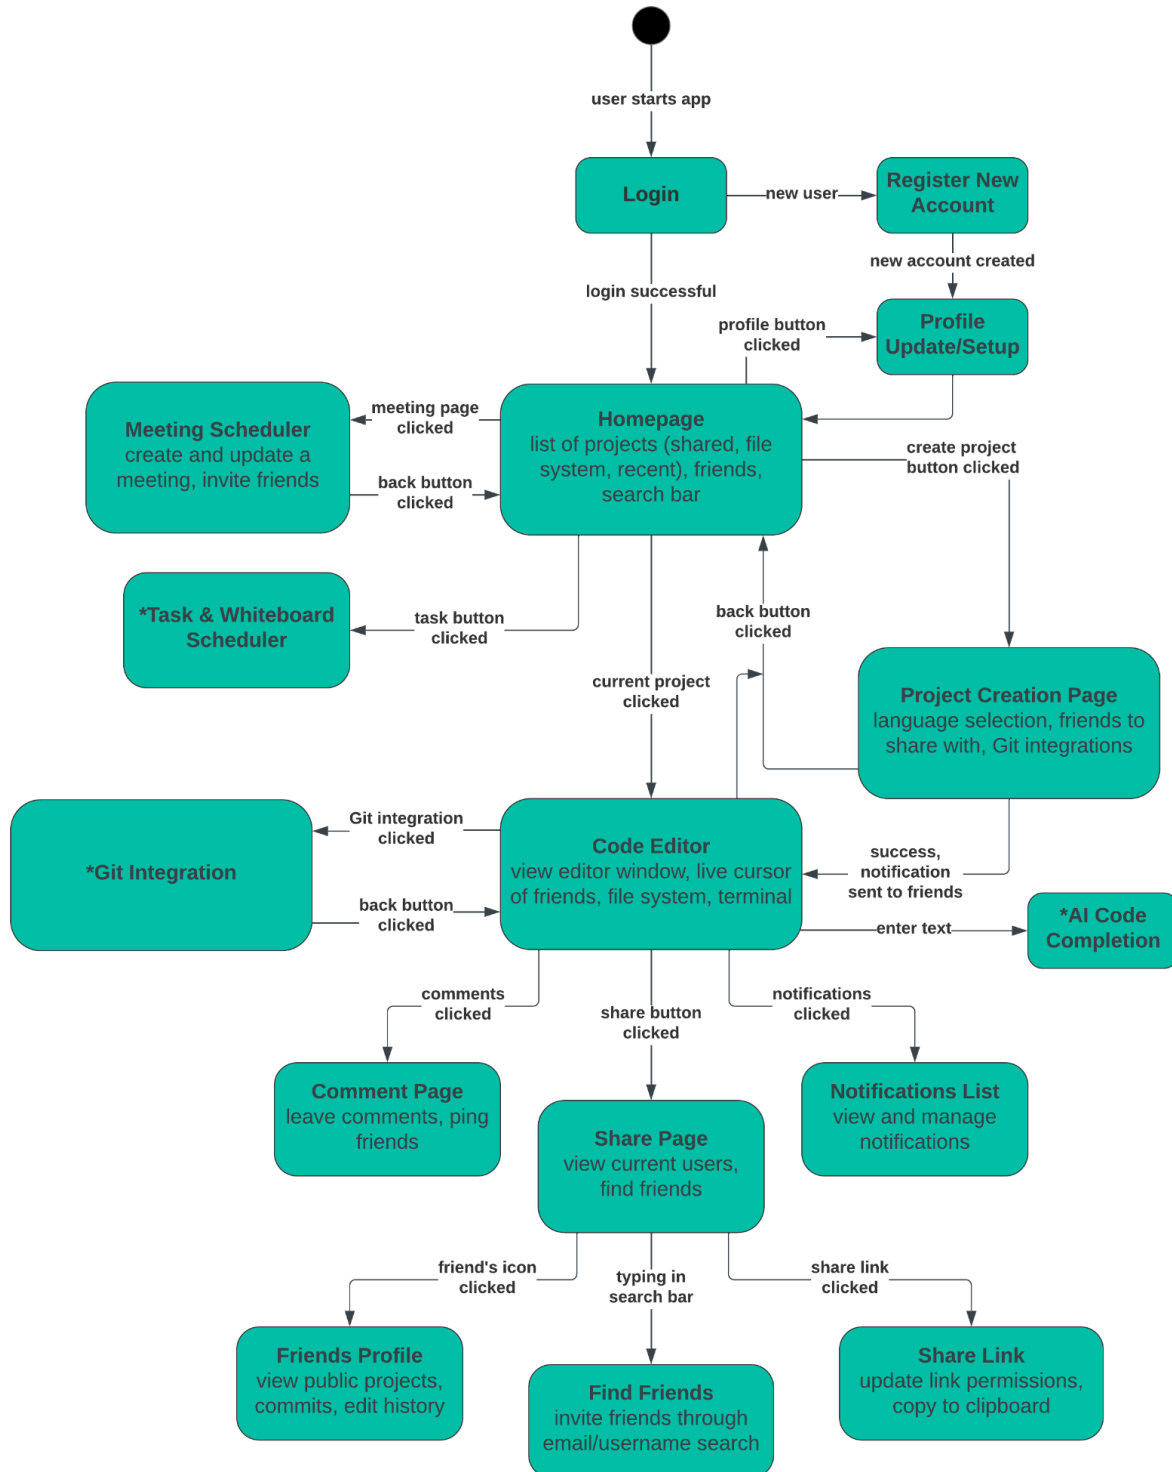 user starts app
Login
new user
Register New
Account
new account created
login successful
profile button
clicked
Profile
Update/Setup
meeting page
clicked
Meeting Scheduler
create and update a
meeting, invite friends
back button
clicked
Homepage
list of projects (shared, file
system, recent), friends,
search bar
create project
button clicked
*Task & Whiteboard
Scheduler
task button
clicked
back button
clicked
current project
clicked
Project Creation Page
language selection, friends to
share with, Git integrations
Git integration
clicked
*Git Integration
back button
clicked
Code Editor
view editor window, live cursor
of friends, file system, terminal
success,
notification
sent to friends
enter text
*AI Code
Completion
comments
clicked
share button
clicked
notifications
clicked
Comment Page
leave comments, ping
friends
Share Page
view current users,
find friends
Notifications List
view and manage
notifications
friend's icon
clicked
typing in
search bar
share link
clicked
Friends Profile
view public projects,
commits, edit history
Find Friends
invite friends through
email/username search
Share Link
update link permissions,
copy to clipboard